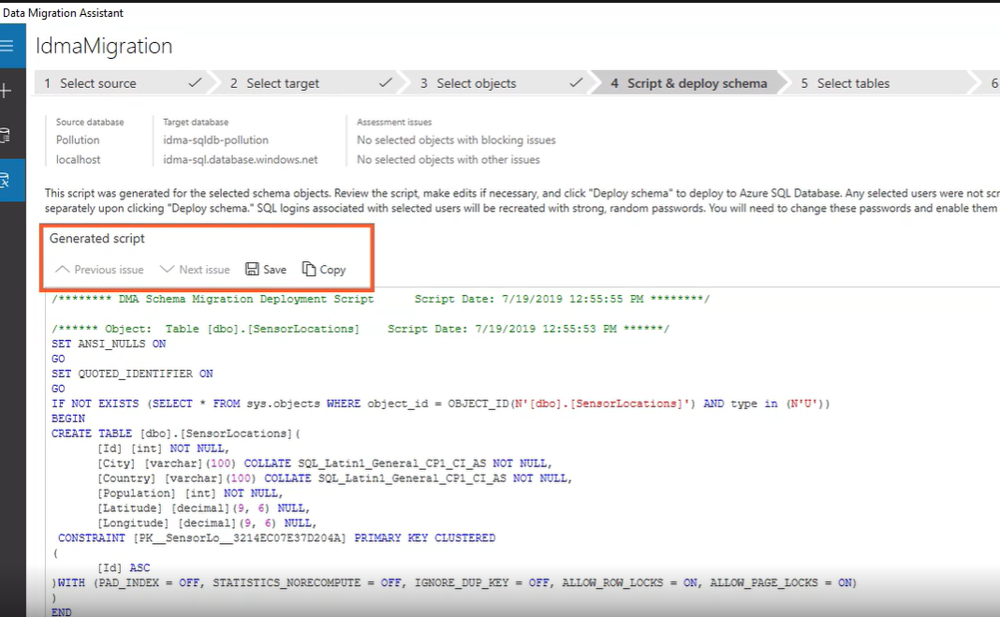 Data Migration Assistant
IdmaMigration
1 Select source 2 Select target 3 Select objects 4 Script & deploy schema 5 Select tables 6
Source database Target database Assessment issues
Pollution idma-sqldb-pollution No selected objects with blocking issues
localhost idma-sql.database.windows.net No selected objects with other issues
This script was generated for the selected schema objects. Review the script, make edits if necessary, and click "Deploy schema" to deploy to Azure SQL Database. Any selected users were not scr
separately upon clicking "Deploy schema." SQL logins associated with selected users will be recreated with strong, random passwords. You will need to change these passwords and enable them
Generated script
Previous issue Next issue Save Copy
/******** DMA Schema Migration Deployment Script Script Date: 7/19/2019 12:55:55 PM ********/
/****** Object: Table [dbo].[SensorLocations] Script Date: 7/19/2019 12:55:53 PM ******/
SET ANSI_NULLS ON
GO
SET QUOTED_IDENTIFIER ON
GO
IF NOT EXISTS (SELECT * FROM sys.objects WHERE object_id = OBJECT_ID(N'[dbo].[SensorLocations]') AND type in (N'U'))
BEGIN
CREATE TABLE [dbo].[SensorLocations](
[Id] [int] NOT NULL,
[City] [varchar](100) COLLATE SQL_Latin1_General_CP1_CI_AS NOT NULL,
[Country] [varchar](100) COLLATE SQL_Latin1_General_CP1_CI_AS NOT NULL,
[Population] [int] NOT NULL,
[Latitude] [decimal](9, 6) NULL,
[Longitude] [decimal](9, 6) NULL,
CONSTRAINT [PK__SensorLo__3214EC07E37D204A] PRIMARY KEY CLUSTERED
(
[Id] ASC
)WITH (PAD_INDEX = OFF, STATISTICS_NORECOMPUTE = OFF, IGNORE_DUP_KEY = OFF, ALLOW_ROW_LOCKS = ON, ALLOW_PAGE_LOCKS = ON)
)
END